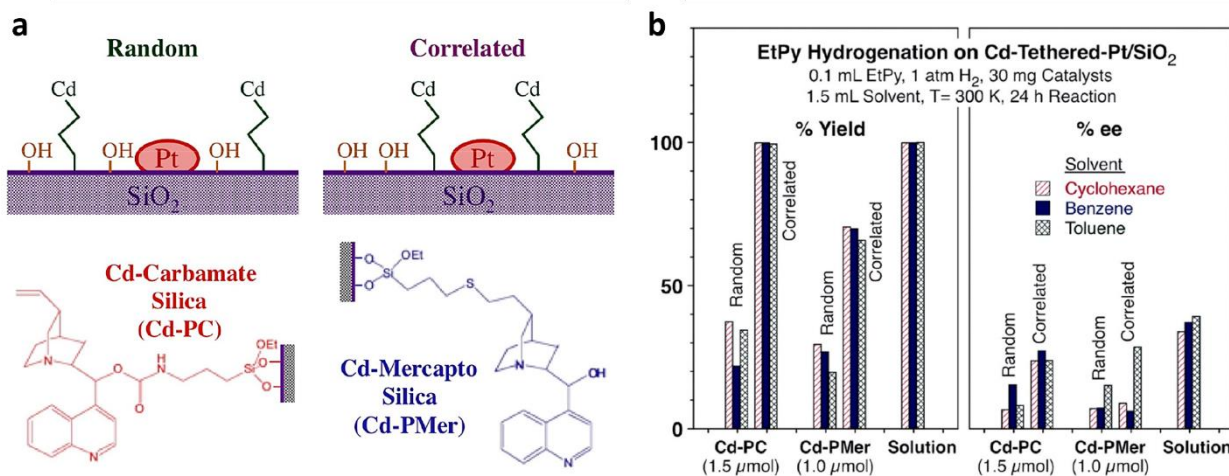 a
Random
Correlated
Cd
Cd
Cd
Cd
OH
OH
Pt
OH
OH
OH
Pt
OH
SiO2
SiO2
Cd-Carbamate
Silica
(Cd-PC)
N
O
O
H
N
OEt
Si
O
O
N
O
O
Si
OEt
S
Cd-Mercapto
Silica
(Cd-PMer)
N
OH
N
b
EtPy Hydrogenation on Cd-Tethered-Pt/SiO2
0.1 mL EtPy, 1 atm H2, 30 mg Catalysts
1.5 mL Solvent, T= 300 K, 24 h Reaction
% Yield
% ee
100
50
0
Random
Correlated
Random
Correlated
Solvent
Cyclohexane
Benzene
Toluene
Random
Correlated
Random
Correlated
Cd-PC Cd-PMer Solution Cd-PC Cd-PMer Solution
(1.5 µmol) (1.0 µmol) (1.5 µmol) (1.0 µmol)